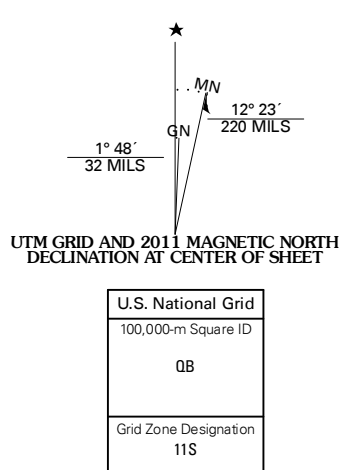 ★
MN
12° 23´
220 MILS
GN
1° 48´
32 MILS
UTM GRID AND 2011 MAGNETIC NORTH
DECLINATION AT CENTER OF SHEET
U.S. National Grid
100,000-m Square ID
QB
Grid Zone Designation
11S